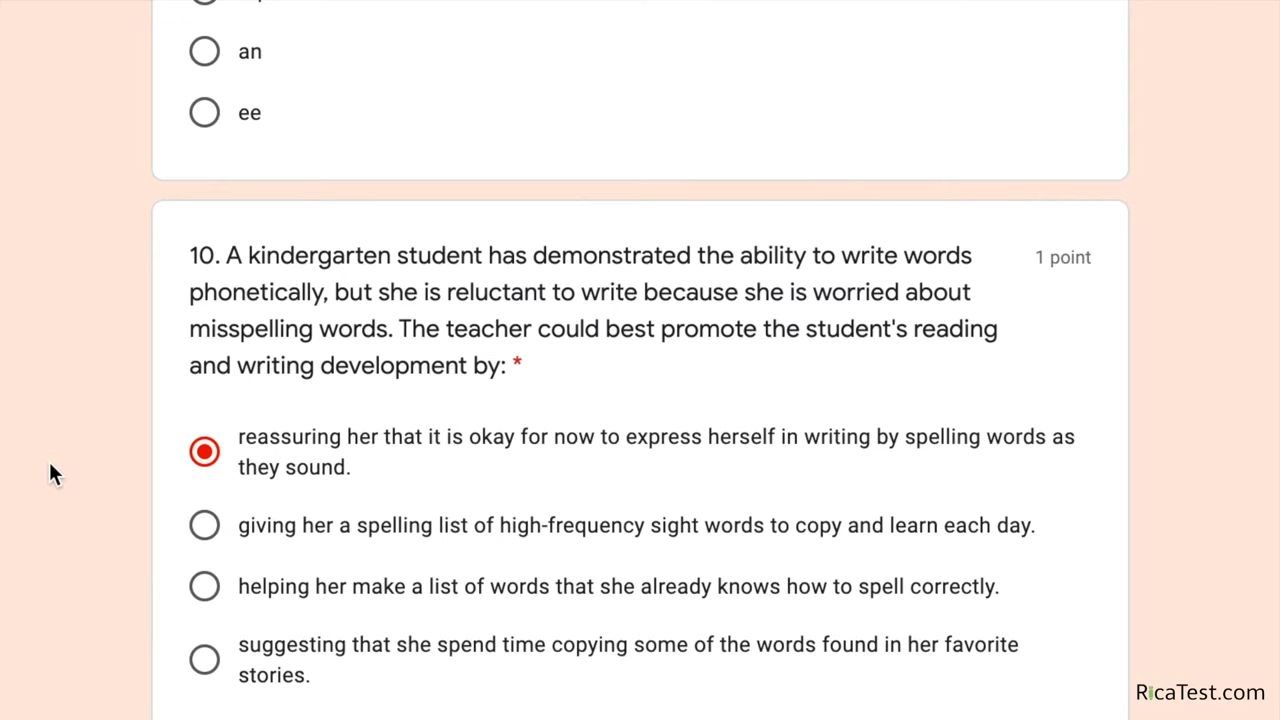 an
ee
10. A kindergarten student has demonstrated the ability to write words
1 point
phonetically, but she is reluctant to write because she is worried about
misspelling words. The teacher could best promote the student's reading
and writing development by: *
reassuring her that it is okay for now to express herself in writing by spelling words as
they sound.
giving her a spelling list of high-frequency sight words to copy and learn each day.
helping her make a list of words that she already knows how to spell correctly.
suggesting that she spend time copying some of the words found in her favorite
stories.
RicaTest.com